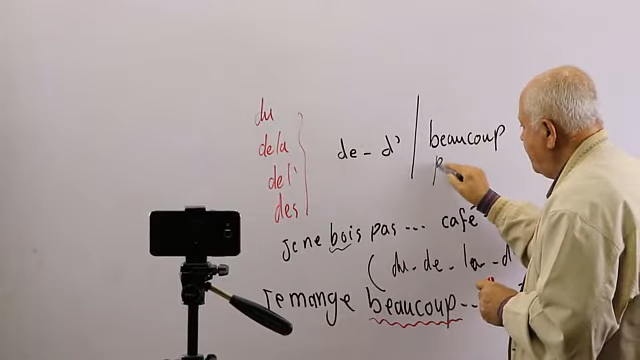 du
de la
de l'
des
de - d' beaucoup
p
je ne bois pas ... café
du - de - la - d
je mange beaucoup ...